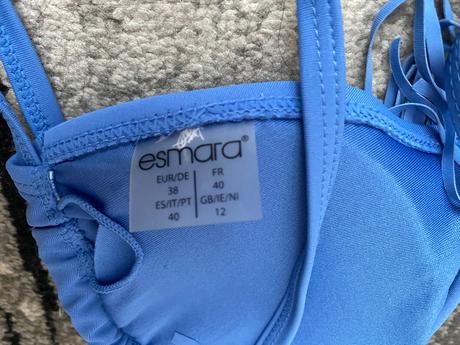 esmara®
EUR/DE FR
38 40
ES/IT/PT GB/IE/NI
40 12